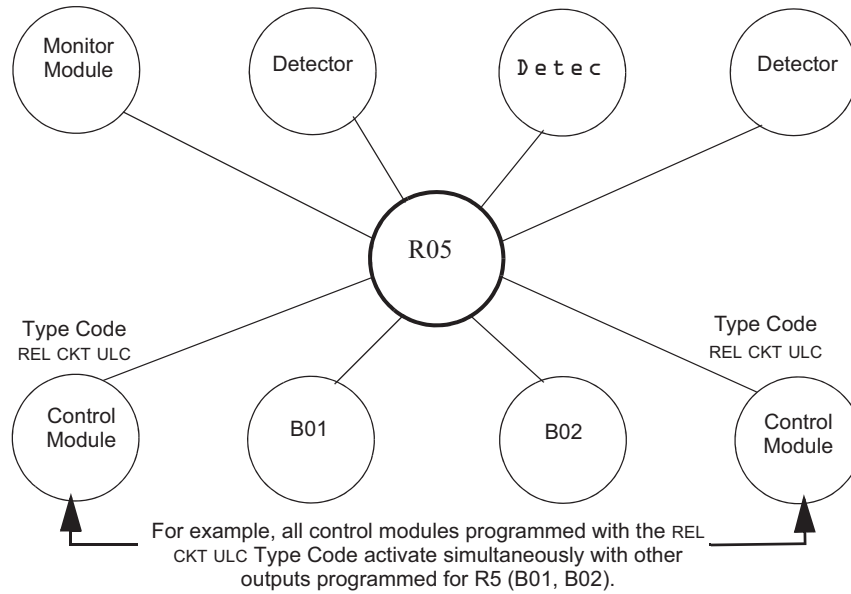 Monitor
Module
Detector
Detec
Detector
R05
Type Code
REL CKT ULC
Type Code
REL CKT ULC
Control
Module
B01
B02
Control
Module
For example, all control modules programmed with the REL
CKT ULC Type Code activate simultaneously with other
outputs programmed for R5 (B01, B02).